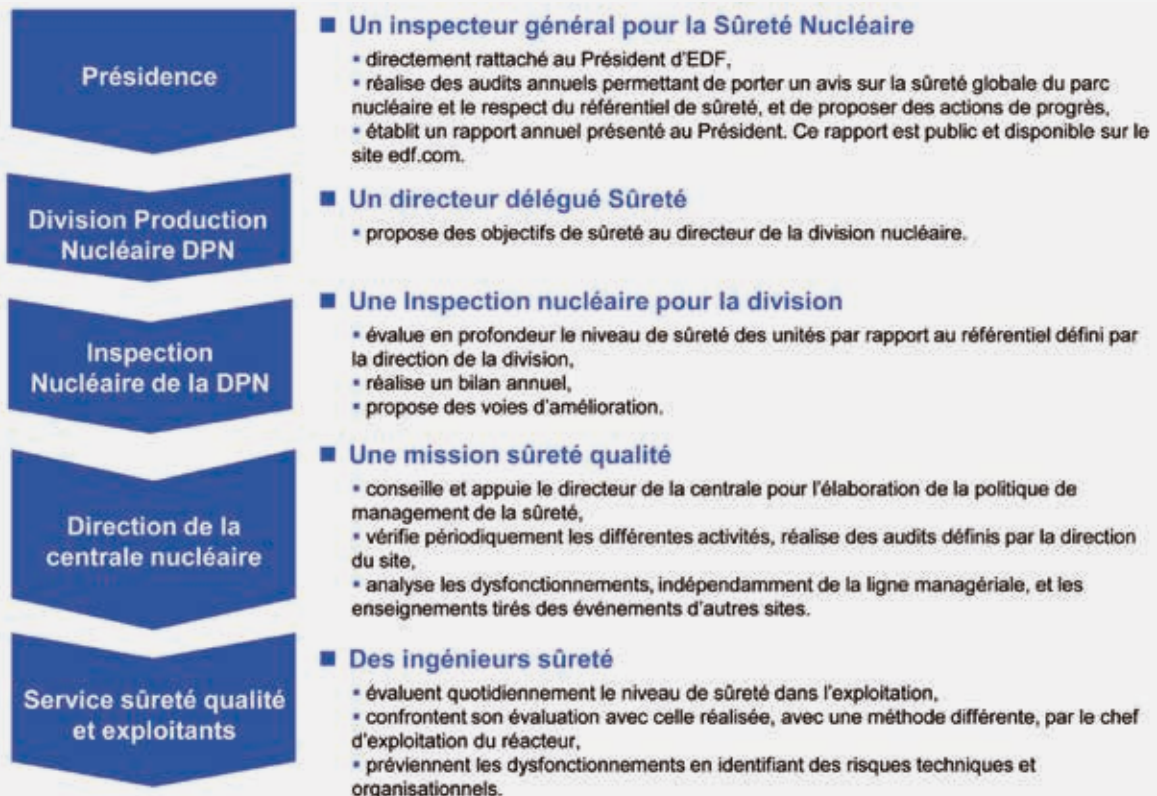 Présidence
■ Un inspecteur général pour la Sûreté Nucléaire
▪ directement rattaché au Président d'EDF,
▪ réalise des audits annuels permettant de porter un avis sur la sûreté globale du parc
nucléaire et le respect du référentiel de sûreté, et de proposer des actions de progrès,
▪ établit un rapport annuel présenté au Président. Ce rapport est public et disponible sur le
site edf.com.
Division Production
Nucléaire DPN
■ Un directeur délégué Sûreté
▪ propose des objectifs de sûreté au directeur de la division nucléaire.
Inspection
Nucléaire de la DPN
■ Une Inspection nucléaire pour la division
▪ évalue en profondeur le niveau de sûreté des unités par rapport au référentiel défini par
la direction de la division,
▪ réalise un bilan annuel,
▪ propose des voies d'amélioration.
Direction de la
centrale nucléaire
■ Une mission sûreté qualité
▪ conseille et appuie le directeur de la centrale pour l'élaboration de la politique de
management de la sûreté,
▪ vérifie périodiquement les différentes activités, réalise des audits définis par la direction
du site,
▪ analyse les dysfonctionnements, indépendamment de la ligne managériale, et les
enseignements tirés des événements d'autres sites.
Service sûreté qualité
et exploitants
■ Des ingénieurs sûreté
▪ évaluent quotidiennement le niveau de sûreté dans l'exploitation,
▪ confrontent son évaluation avec celle réalisée, avec une méthode différente, par le chef
d'exploitation du réacteur,
▪ préviennent les dysfonctionnements en identifiant des risques techniques et
organisationnels.